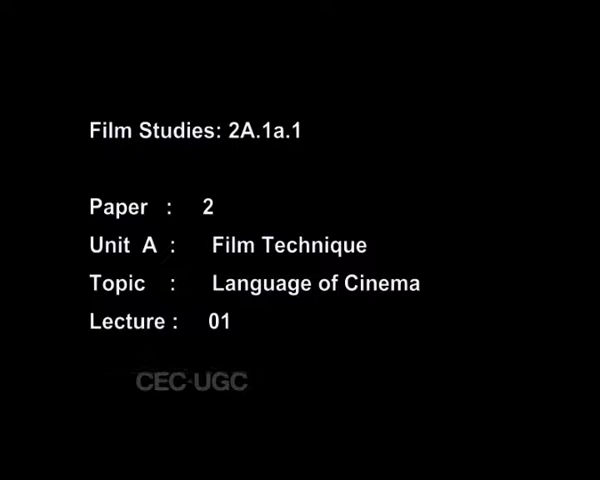 Film Studies: 2A.1a.1
Paper : 2
Unit A : Film Technique
Topic : Language of Cinema
Lecture : 01
CEC-UGC